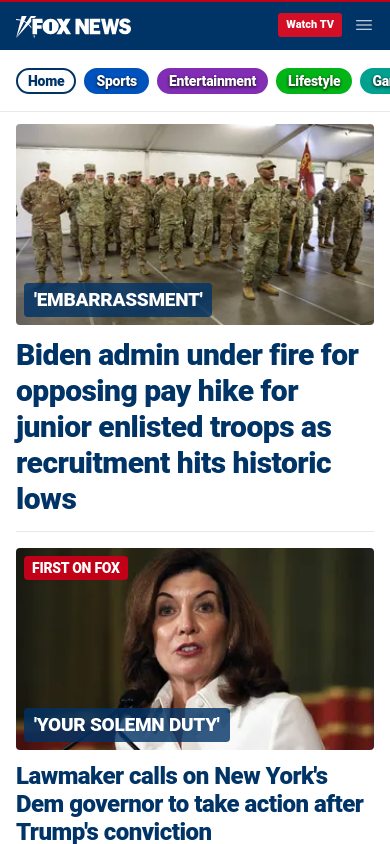 FOX NEWS
Watch TV
Home
Sports
Entertainment
Lifestyle
'EMBARRASSMENT'
Biden admin under fire for
opposing pay hike for
junior enlisted troops as
recruitment hits historic
lows
FIRST ON FOX
'YOUR SOLEMN DUTY'
Lawmaker calls on New York's
Dem governor to take action after
Trump's conviction